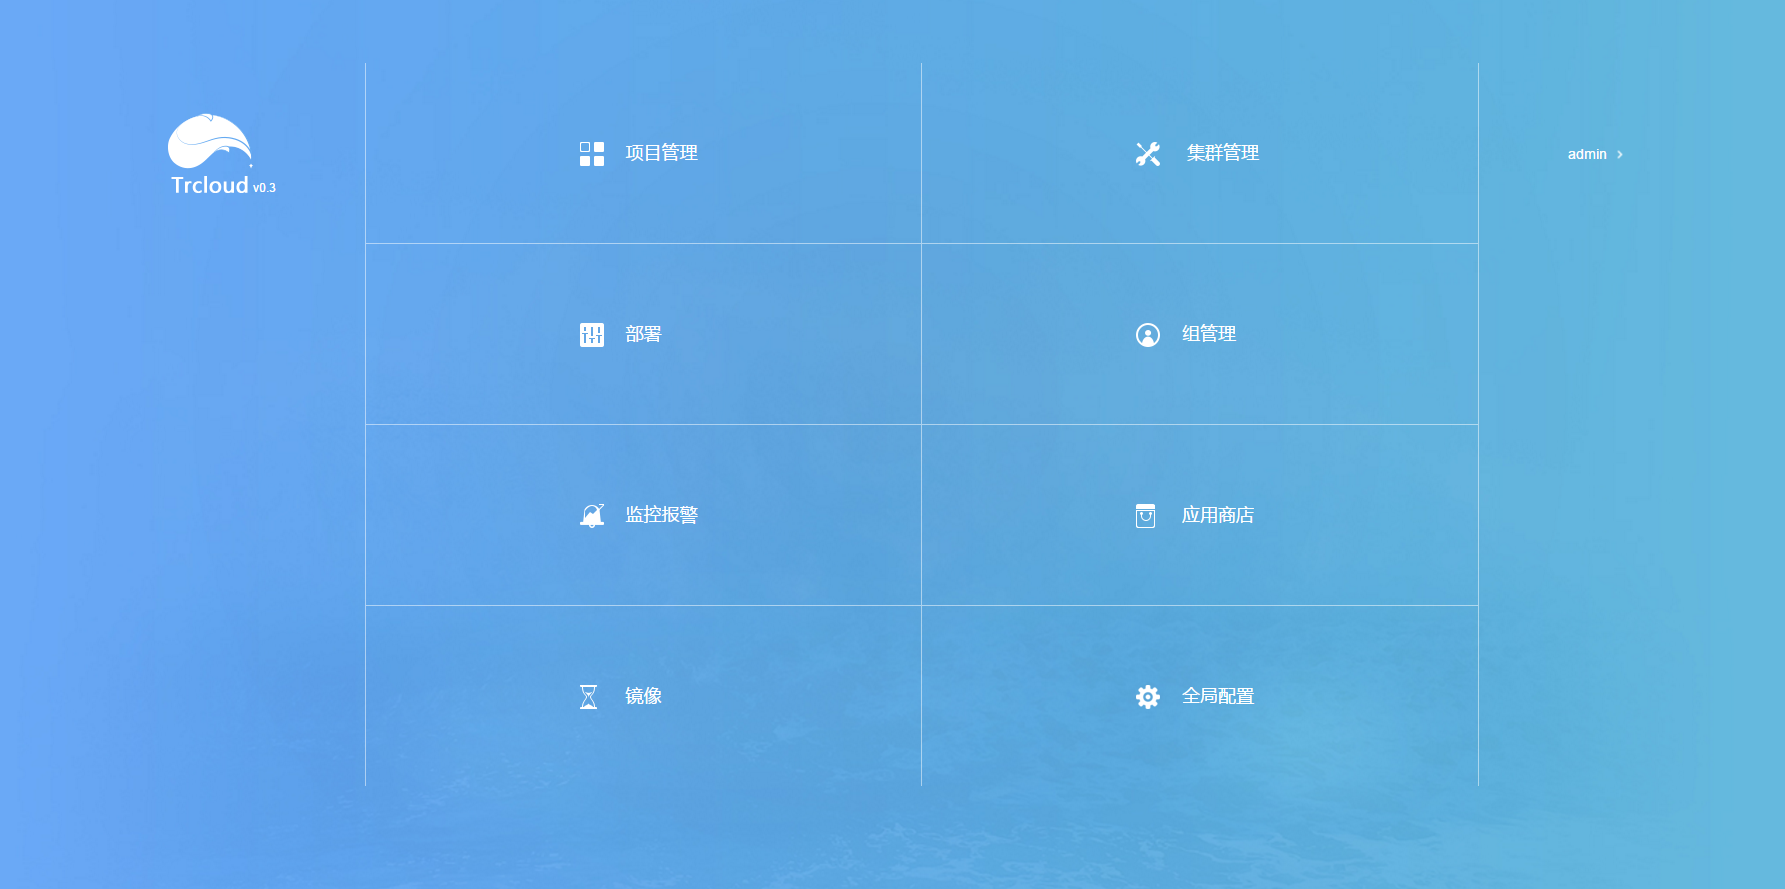 Trcloud v0.3
项目管理
集群管理
admin
部署
组管理
监控报警
应用商店
镜像
全局配置